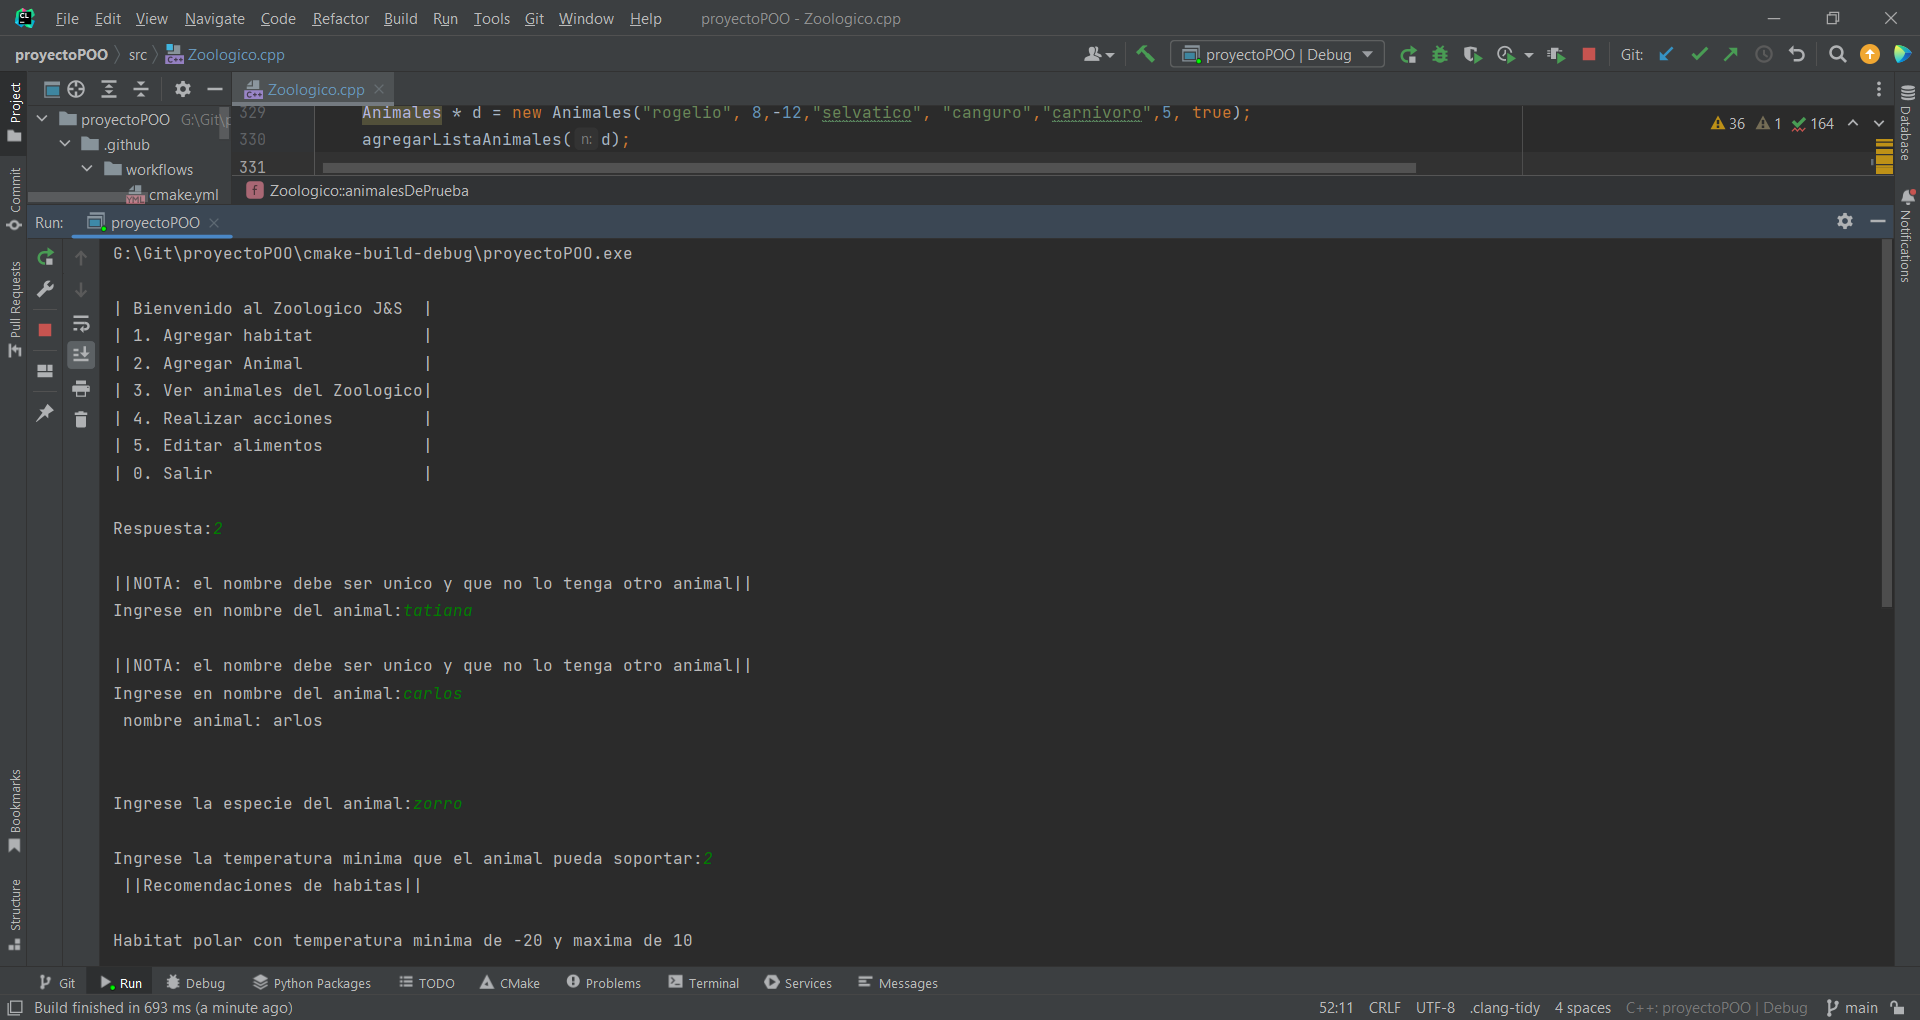 File Edit View Navigate Code Refactor Build Run Tools Git Window Help proyectoPOO - Zoologico.cpp
proyectoPOO src Zoologico.cpp proyectoPOO | Debug Git:
Project
Commit
Pull Requests
Bookmarks
Structure
Zoologico.cpp
proyectoPOO G:\Git\p
.github
workflows
cmake.yml
329 Animales * d = new Animales("rogelio", 8,-12,"selvatico", "canguro","carnivoro",5, true);
330 agregarListaAnimales( n: d);
331
36 1 164
Zoologico::animalesDePrueba
Database
Notifications
Run: proyectoPOO
G:\Git\proyectoPOO\cmake-build-debug\proyectoPOO.exe
| Bienvenido al Zoologico J&S |
| 1. Agregar habitat |
| 2. Agregar Animal |
| 3. Ver animales del Zoologico|
| 4. Realizar acciones |
| 5. Editar alimentos |
| 0. Salir |
Respuesta:2
||NOTA: el nombre debe ser unico y que no lo tenga otro animal||
Ingrese en nombre del animal:tatiana
||NOTA: el nombre debe ser unico y que no lo tenga otro animal||
Ingrese en nombre del animal:carlos
nombre animal: arlos
Ingrese la especie del animal:zorro
Ingrese la temperatura minima que el animal pueda soportar:2
||Recomendaciones de habitas||
Habitat polar con temperatura minima de -20 y maxima de 10
Git Run Debug Python Packages TODO CMake Problems Terminal Services Messages
Build finished in 693 ms (a minute ago) 52:11 CRLF UTF-8 .clang-tidy 4 spaces C++: proyectoPOO | Debug main